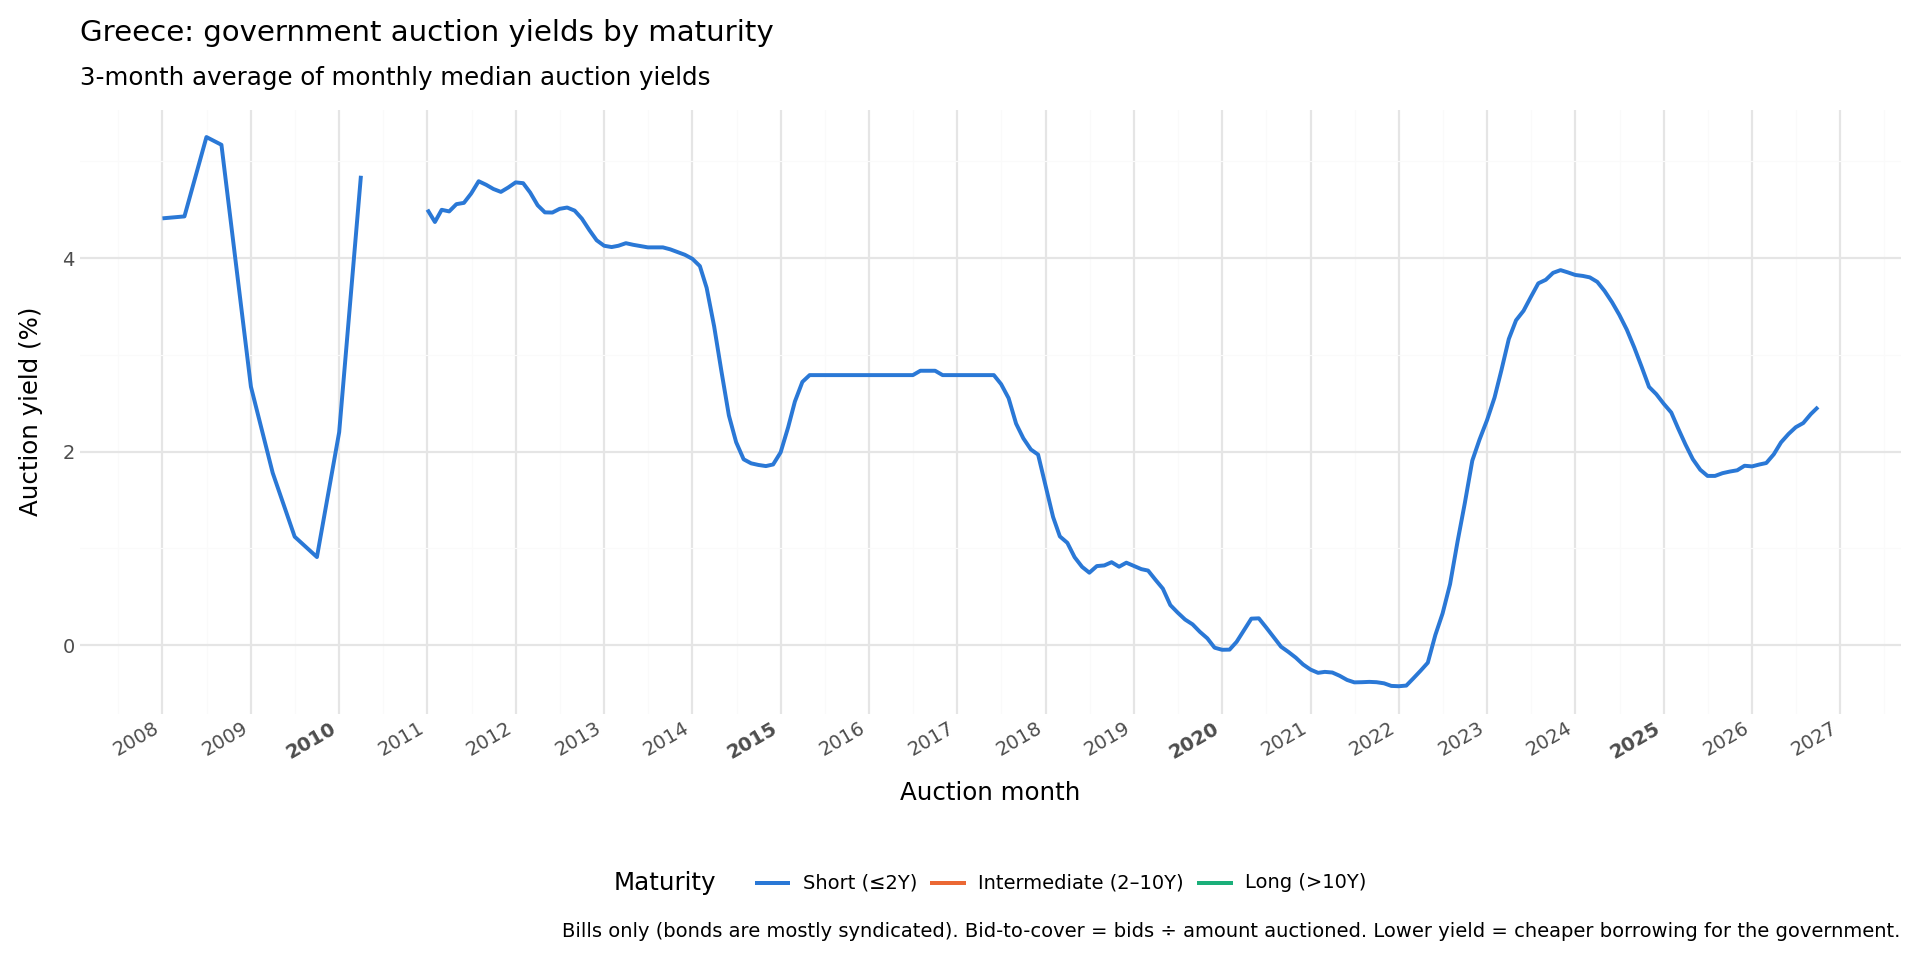 Greece: government auction yields by maturity
3-month average of monthly median auction yields
Auction yield (%)
4
2
0
2008 2009 2010 2011 2012 2013 2014 2015 2016 2017 2018 2019 2020 2021 2022 2023 2024 2025 2026 2027
Auction month
Maturity Short (≤2Y) Intermediate (2–10Y) Long (>10Y)
Bills only (bonds are mostly syndicated). Bid-to-cover = bids ÷ amount auctioned. Lower yield = cheaper borrowing for the government.